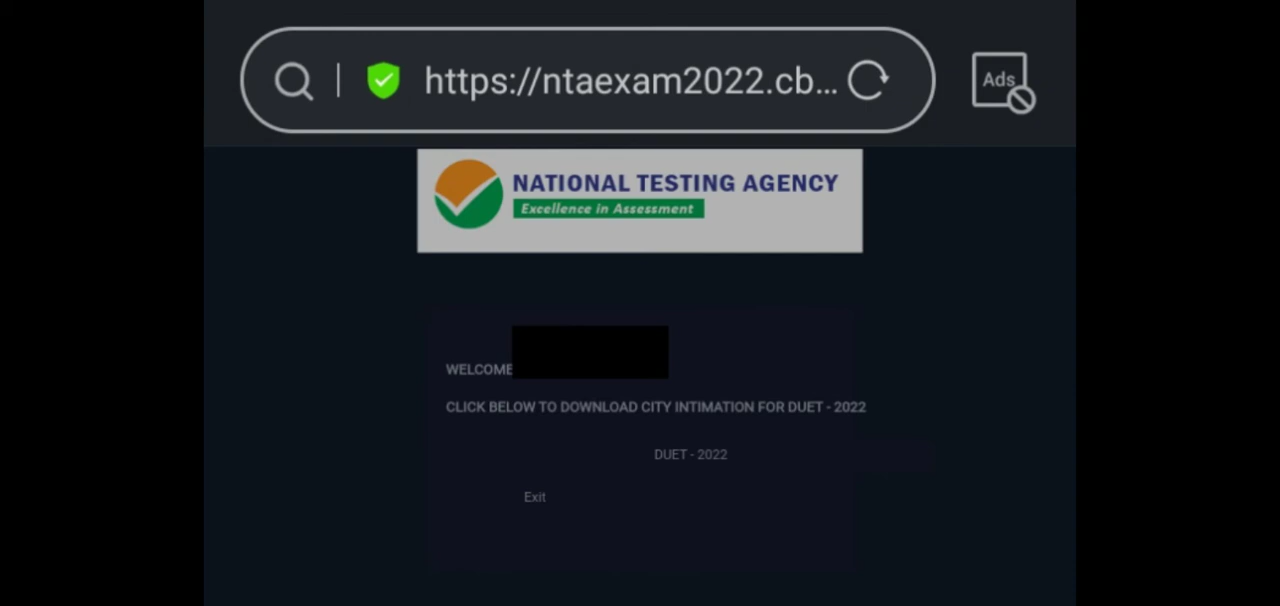 https://ntaexam2022.cb...
Ads
NATIONAL TESTING AGENCY
Excellence in Assessment
WELCOME
CLICK BELOW TO DOWNLOAD CITY INTIMATION FOR DUET - 2022
DUET - 2022
Exit